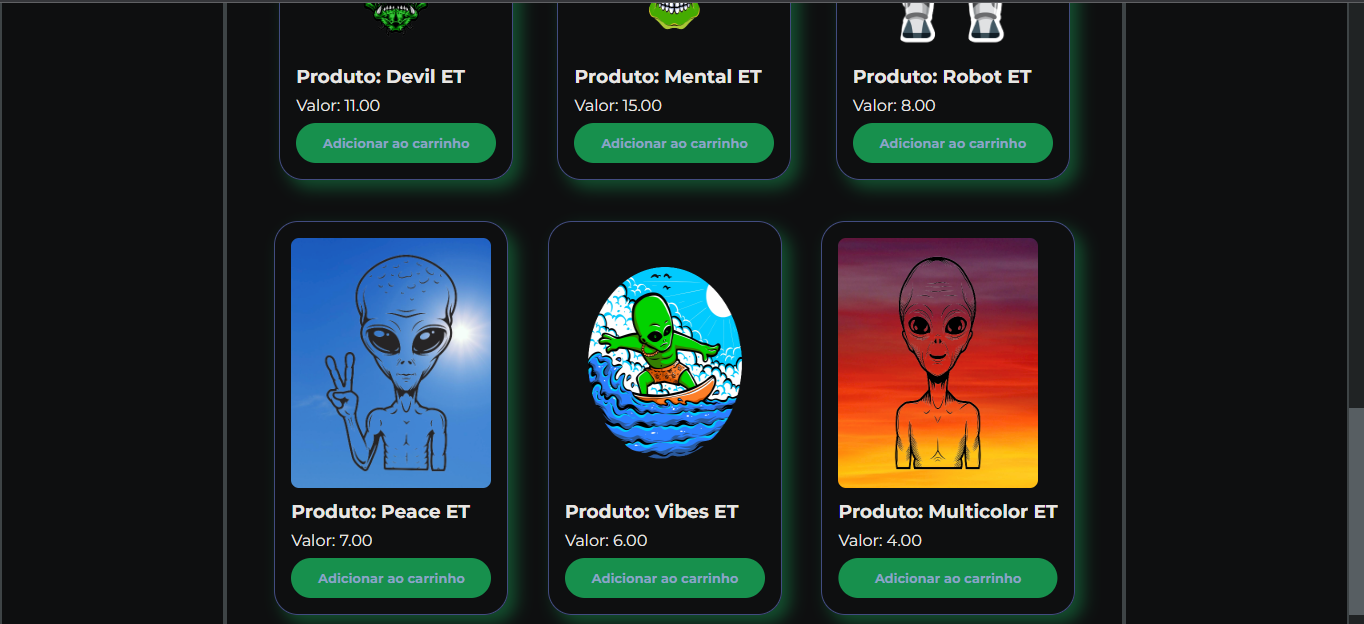 Produto: Devil ET
Valor: 11.00
Adicionar ao carrinho
Produto: Mental ET
Valor: 15.00
Adicionar ao carrinho
Produto: Robot ET
Valor: 8.00
Adicionar ao carrinho
Produto: Peace ET
Valor: 7.00
Adicionar ao carrinho
Produto: Vibes ET
Valor: 6.00
Adicionar ao carrinho
Produto: Multicolor ET
Valor: 4.00
Adicionar ao carrinho